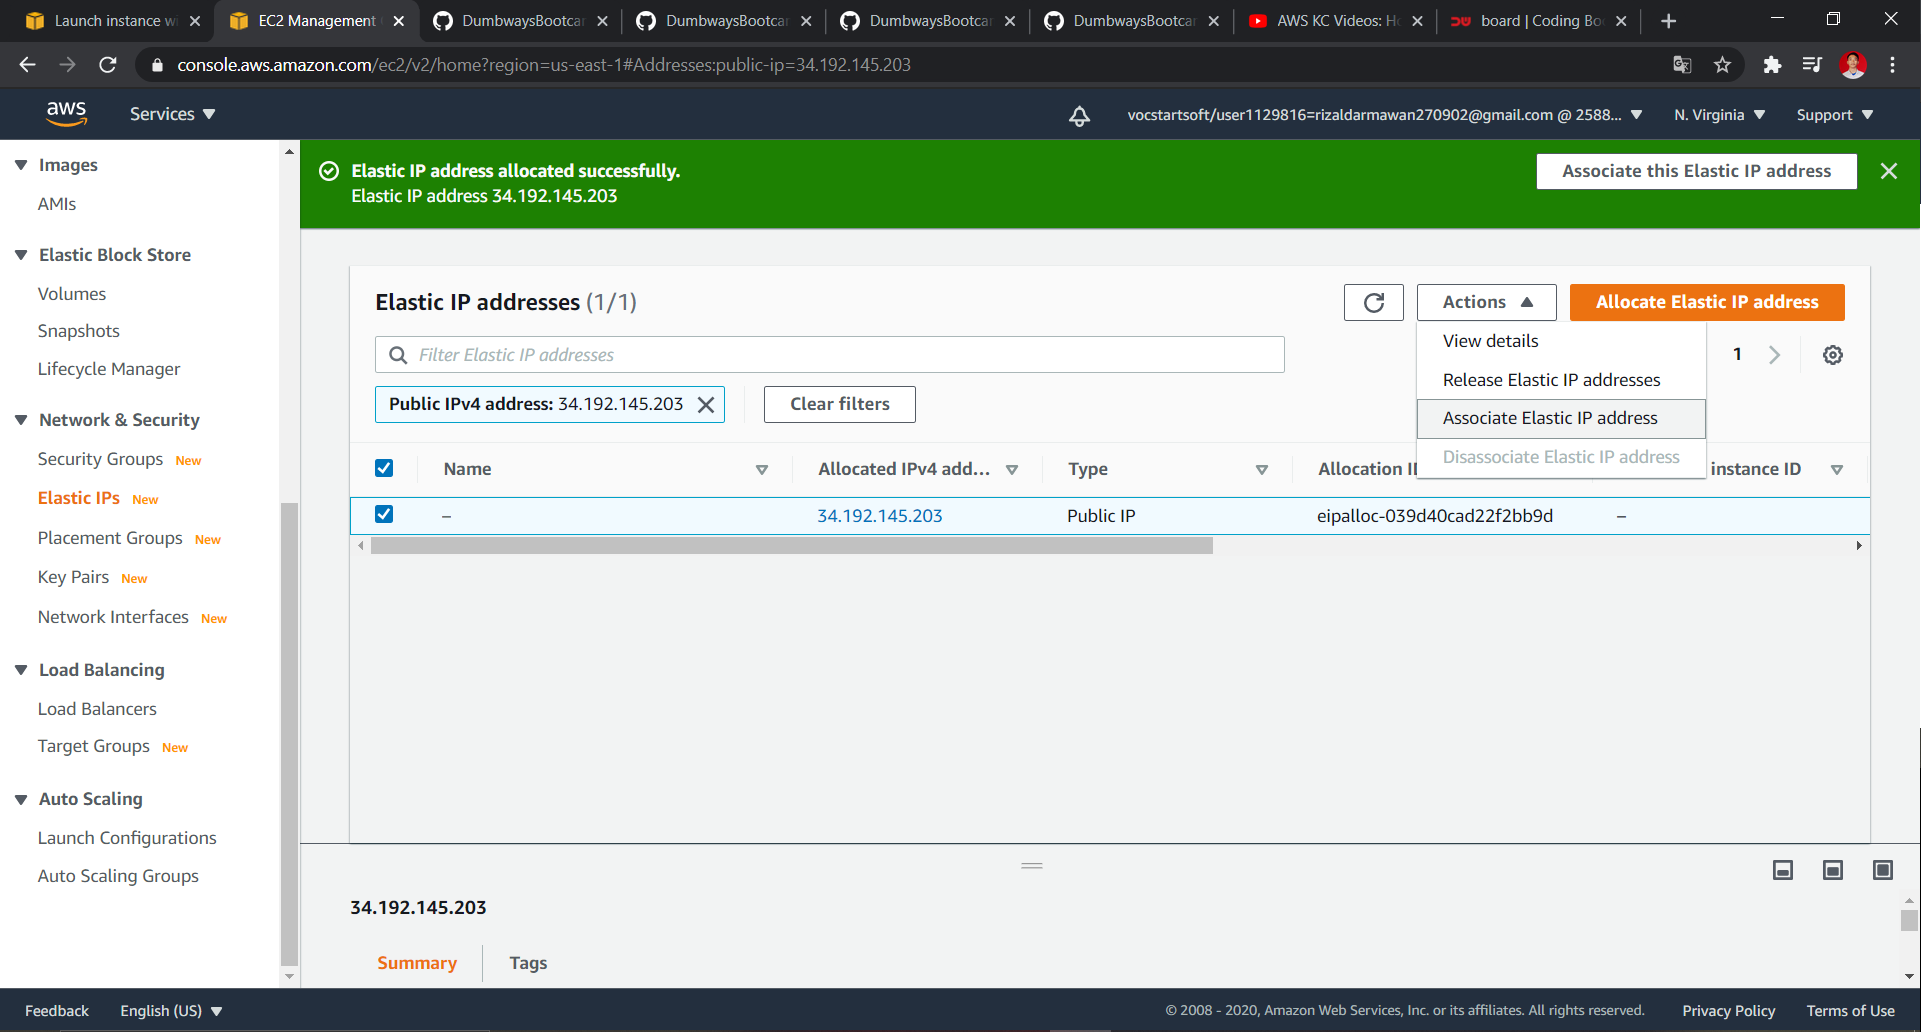 Launch instance wi
EC2 Management C
DumbwaysBootcam
DumbwaysBootcam
DumbwaysBootcam
DumbwaysBootcam
AWS KC Videos: Ho
board | Coding Boo
console.aws.amazon.com/ec2/v2/home?region=us-east-1#Addresses:public-ip=34.192.145.203
aws
Services
vocstartsoft/user1129816=rizaldarmawan270902@gmail.com @ 2588...
N. Virginia
Support
Images
AMIs
Elastic Block Store
Volumes
Snapshots
Lifecycle Manager
Network & Security
Security Groups New
Elastic IPs New
Placement Groups New
Key Pairs New
Network Interfaces New
Load Balancing
Load Balancers
Target Groups New
Auto Scaling
Launch Configurations
Auto Scaling Groups
Elastic IP address allocated successfully.
Elastic IP address 34.192.145.203
Associate this Elastic IP address
Elastic IP addresses (1/1)
Actions
Allocate Elastic IP address
View details
Release Elastic IP addresses
Associate Elastic IP address
Disassociate Elastic IP address
Filter Elastic IP addresses
1
Public IPv4 address: 34.192.145.203
Clear filters
Name
Allocated IPv4 add...
Type
Allocation ID
instance ID
–
34.192.145.203
Public IP
eipalloc-039d40cad22f2bb9d
–
34.192.145.203
Summary
Tags
Feedback
English (US)
© 2008 - 2020, Amazon Web Services, Inc. or its affiliates. All rights reserved.
Privacy Policy
Terms of Use